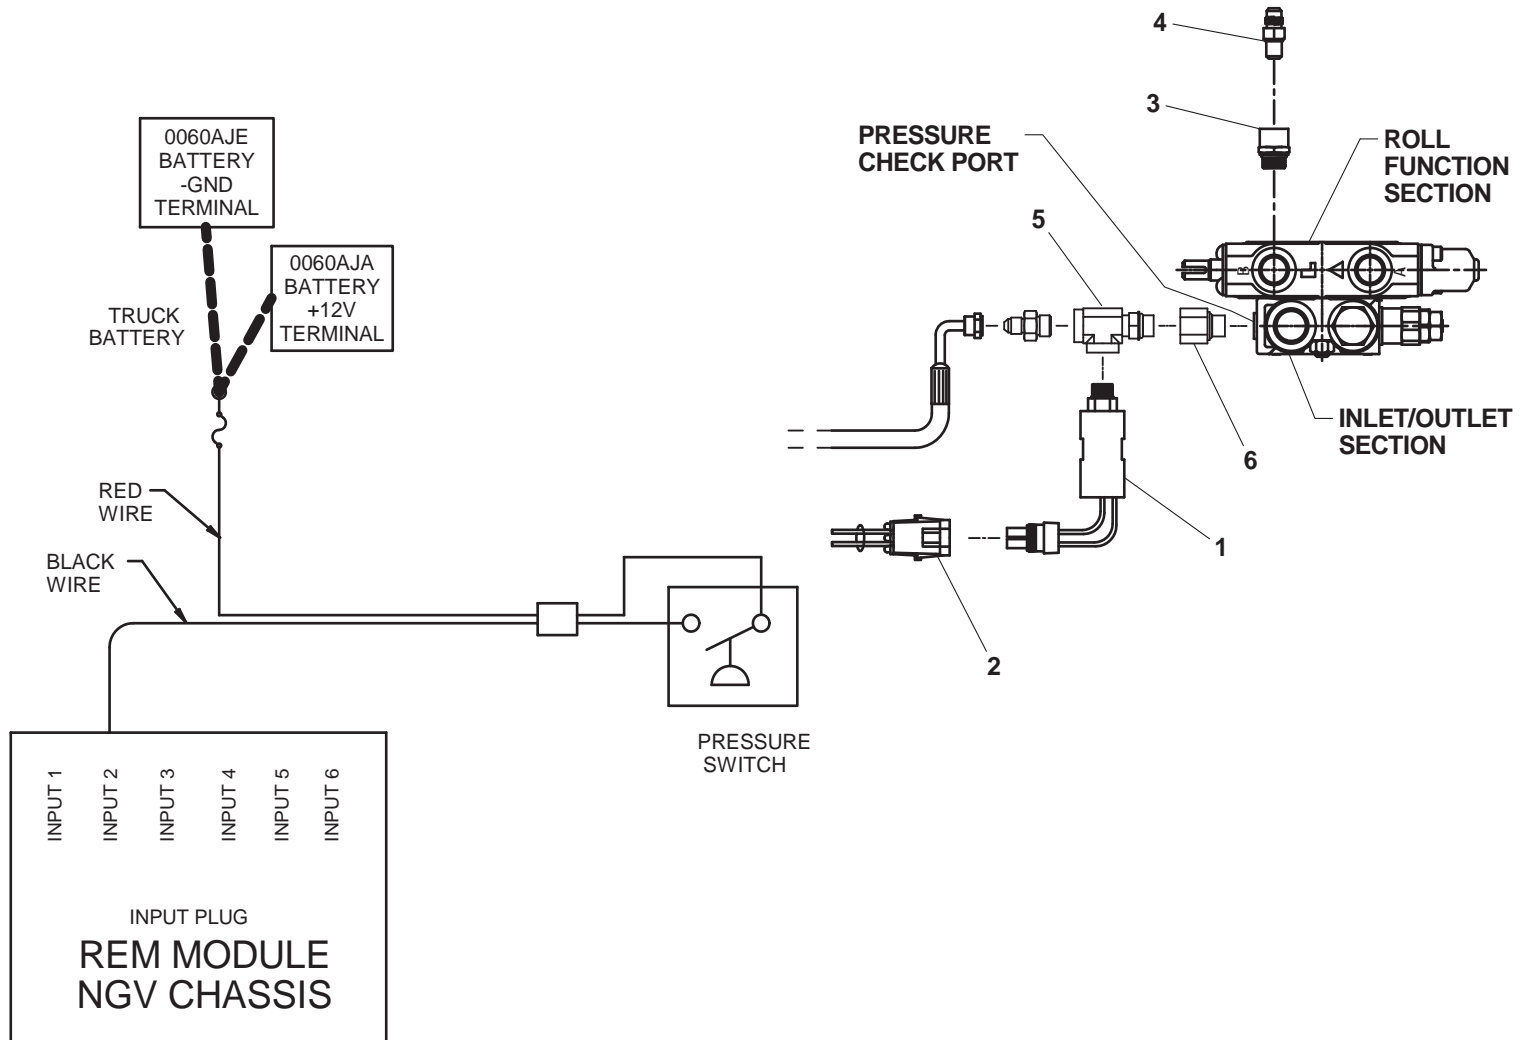 4
3
PRESSURE
CHECK PORT
ROLL
FUNCTION
SECTION
0060AJE
BATTERY
-GND
TERMINAL
5
B
A
0060AJA
BATTERY
+12V
TERMINAL
TRUCK
BATTERY
INLET/OUTLET
SECTION
6
RED
WIRE
1
BLACK
WIRE
2
PRESSURE
SWITCH
INPUT 1
INPUT 2
INPUT 3
INPUT 4
INPUT 5
INPUT 6
INPUT PLUG
REM MODULE
NGV CHASSIS